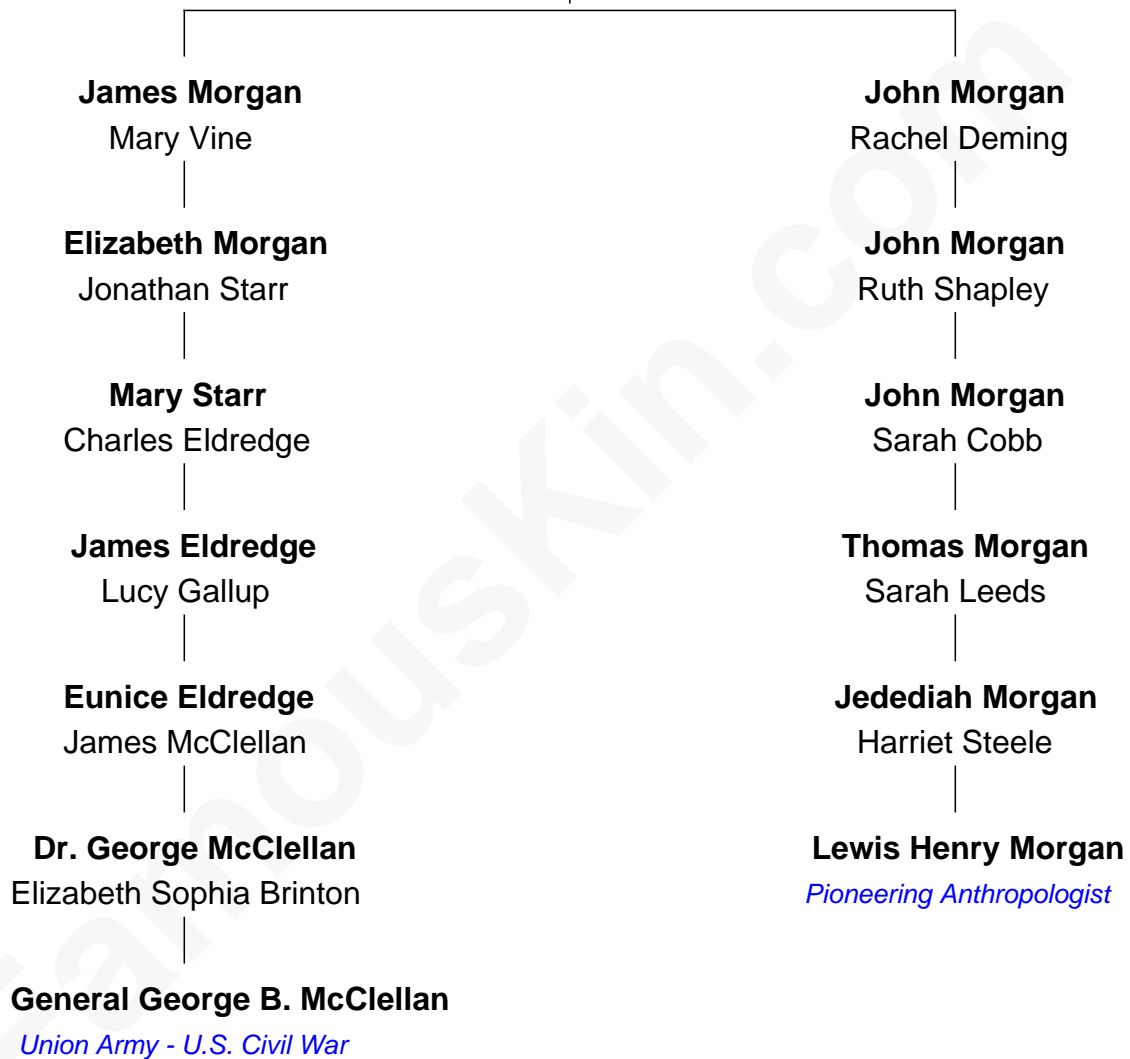 James Morgan
Mary Vine
Elizabeth Morgan
Jonathan Starr
Mary Starr
Charles Eldredge
James Eldredge
Lucy Gallup
Eunice Eldredge
James McClellan
Dr. George McClellan
Elizabeth Sophia Brinton
General George B. McClellan
Union Army - U.S. Civil War
John Morgan
Rachel Deming
John Morgan
Ruth Shapley
John Morgan
Sarah Cobb
Thomas Morgan
Sarah Leeds
Jedediah Morgan
Harriet Steele
Lewis Henry Morgan
Pioneering Anthropologist
FamousKin.com